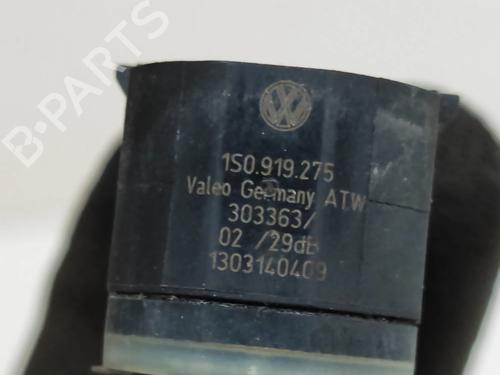 B-PARTS
1S0.919.275
Valeo Germany ATW
303363/
02 /29dB
1303140409